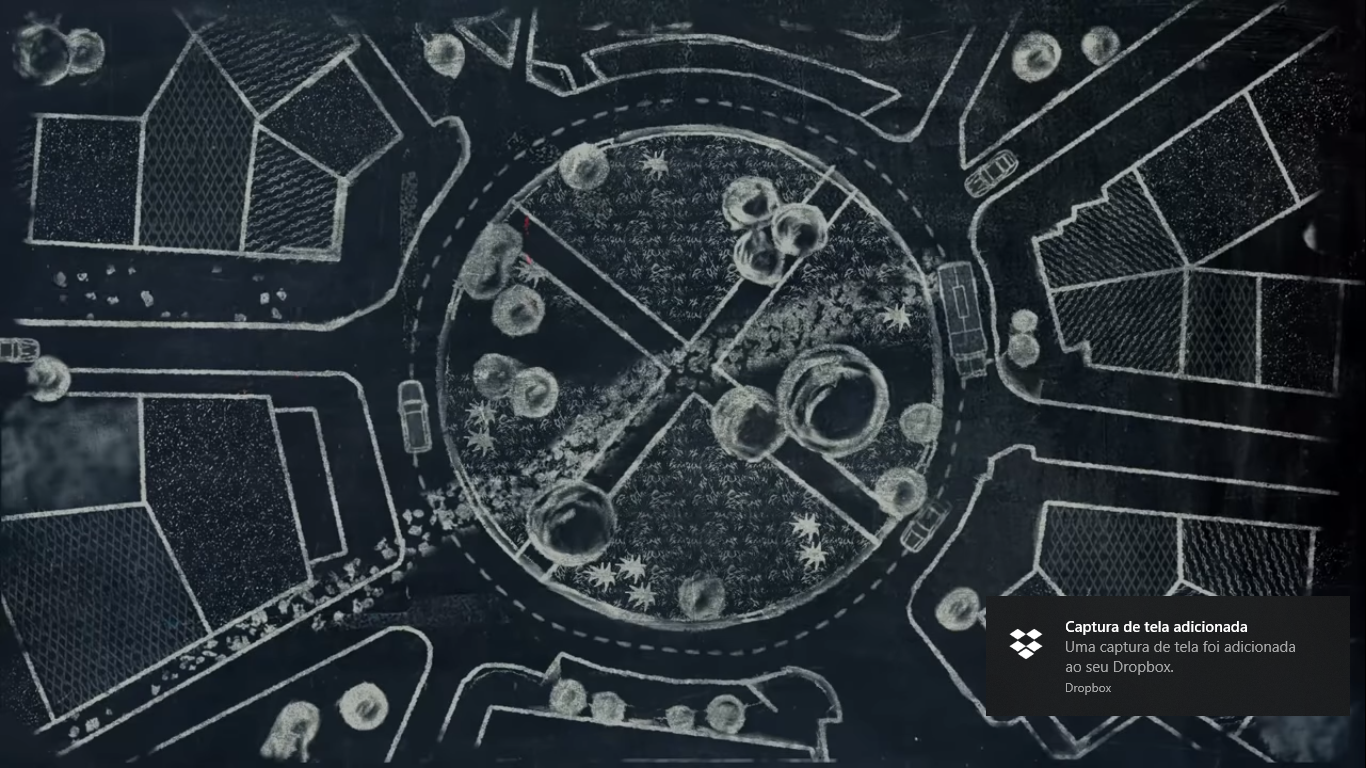 Captura de tela adicionada
Uma captura de tela foi adicionada
ao seu Dropbox.
Dropbox